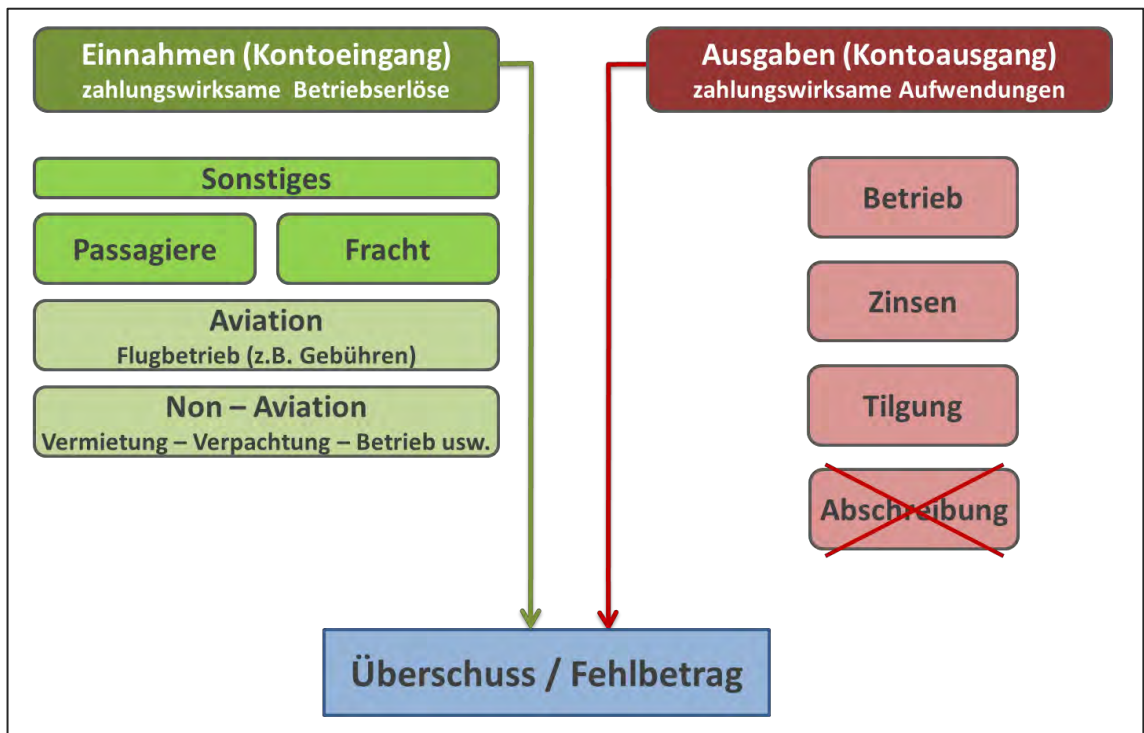 Einnahmen (Kontoeingang)
zahlungswirksame Betriebserlöse
Sonstiges
Passagiere
Fracht
Aviation
Flugbetrieb (z.B. Gebühren)
Non – Aviation
Vermietung – Verpachtung – Betrieb usw.
Ausgaben (Kontoausgang)
zahlungswirksame Aufwendungen
Betrieb
Zinsen
Tilgung
Abschreibung
Überschuss / Fehlbetrag